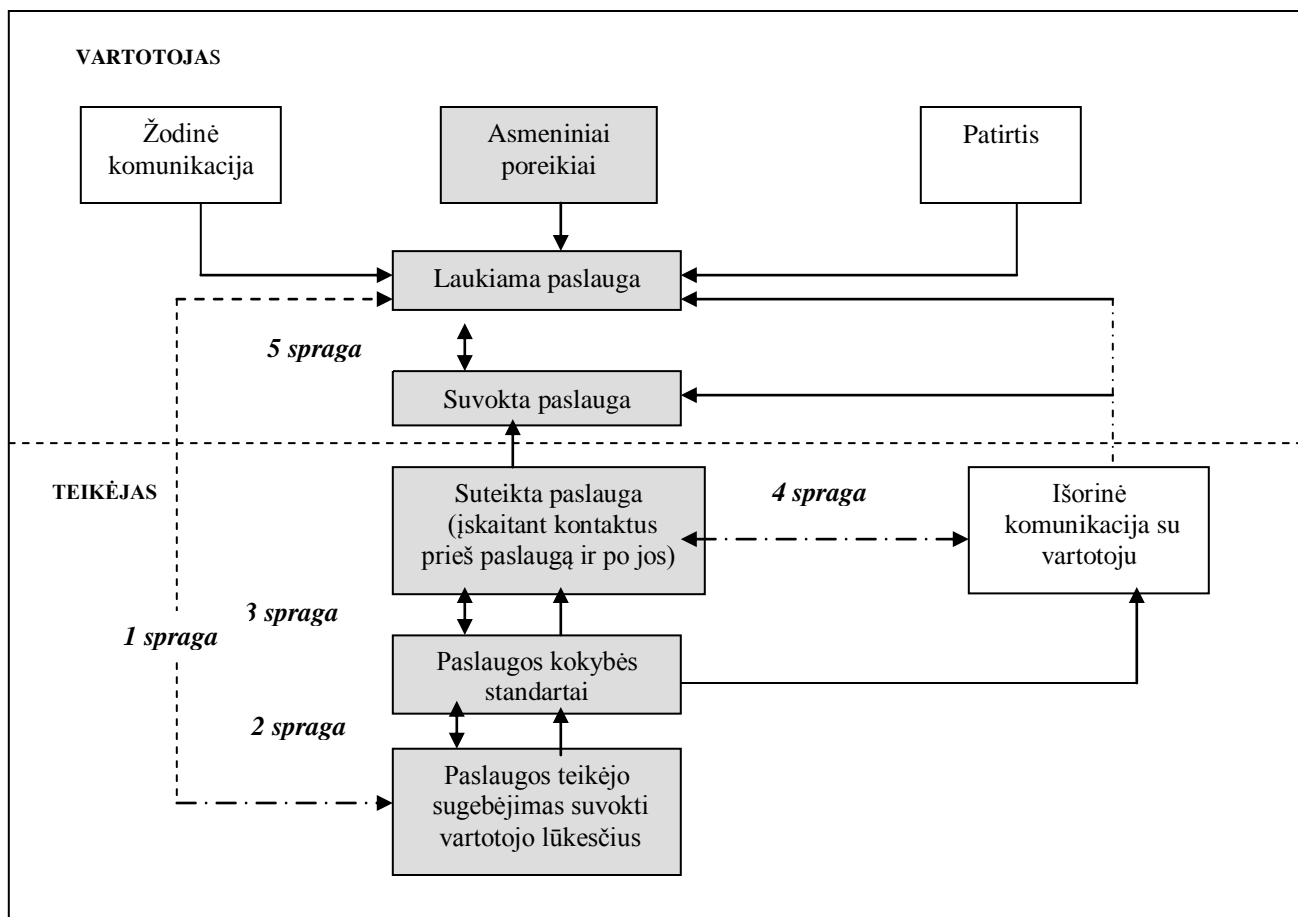 VARTOTOJAS
Žodinė
komunikacija
Asmeniniai
poreikiai
Patirtis
Laukiama paslauga
5 spraga
Suvokta paslauga
TEIKĖJAS
Suteikta paslauga
(įskaitant kontaktus
prieš paslaugą ir po jos)
4 spraga
Išorinė
komunikacija su
vartotoju
3 spraga
1 spraga
Paslaugos kokybės
standartai
2 spraga
Paslaugos teikėjo
sugebėjimas suvokti
vartotojo lūkesčius